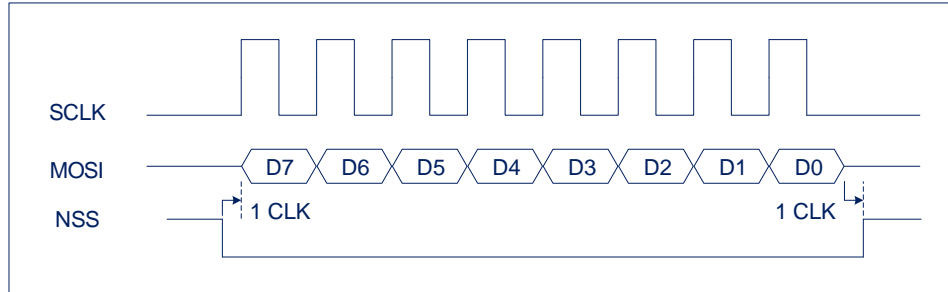 SCLK
MOSI D7 D6 D5 D4 D3 D2 D1 D0
1 CLK 1 CLK
NSS